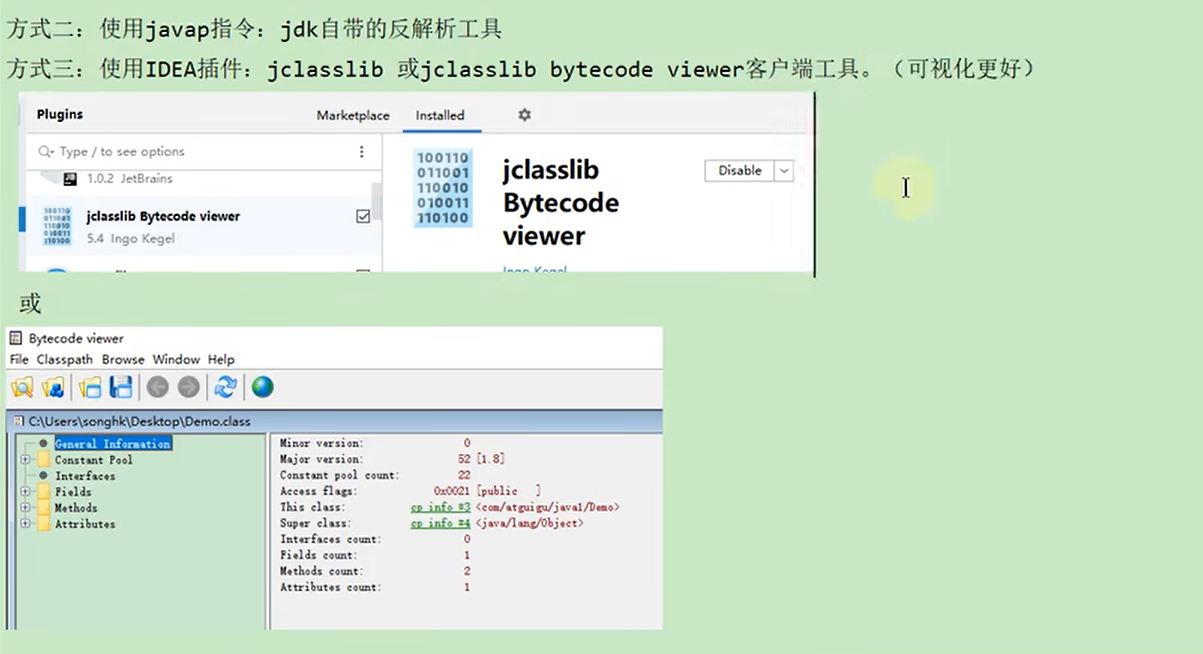 方式二：使用javap指令：jdk自带的反解析工具
方式三：使用IDEA插件：jclasslib 或jclasslib bytecode viewer客户端工具。（可视化更好）
Plugins Marketplace Installed
Type / to see options
1.0.2 JetBrains
jclasslib Bytecode viewer
5.4 Ingo Kegel
100110
011001
110010
010011
110100
jclasslib
Bytecode
viewer
Disable
Ingo Kegel
或
Bytecode viewer
File Classpath Browse Window Help
C:\Users\songhk\Desktop\Demo.class
General Information
Constant Pool
Interfaces
Fields
Methods
Attributes
Minor version: 0
Major version: 52 [1.8]
Constant pool count: 22
Access flags: 0x0021 [public ]
This class: cp info #3 <com/atguigu/java1/Demo>
Super class: cp info #4 <java/lang/Object>
Interfaces count: 0
Fields count: 1
Methods count: 2
Attributes count: 1